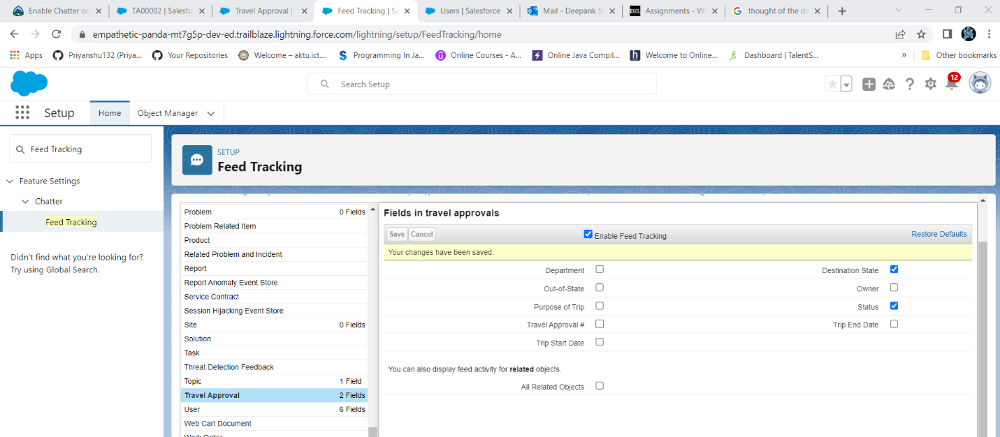 Enable Chatter on
TA00002 | Salesfo
Travel Approval |
Feed Tracking | Sa
Users | Salesforce
Mail - Deepank Si
D2L
Assignments - Wi
thought of the da
empathetic-panda-mt7g5p-dev-ed.trailblaze.lightning.force.com/lightning/setup/FeedTracking/home
Apps
Priyanshu132 (Priya...
Your Repositories
Welcome – aktu.ict....
Programming In Ja...
Online Courses - A...
Online Java Compil...
Welcome to Online...
Dashboard | TalentS...
»
Other bookmarks
Search Setup
12
Setup
Home
Object Manager
Feed Tracking
Feature Settings
Chatter
Feed Tracking
Didn't find what you're looking for?
Try using Global Search.
SETUP
Feed Tracking
Problem 0 Fields
Problem Related Item
Product
Related Problem and Incident
Report
Report Anomaly Event Store
Service Contract
Session Hijacking Event Store
Site 0 Fields
Solution
Task
Threat Detection Feedback
Topic 1 Field
Travel Approval 2 Fields
User 6 Fields
Web Cart Document
Work Order
Fields in travel approvals
Save Cancel
Enable Feed Tracking
Restore Defaults
Your changes have been saved.
Department
Destination State
Out-of-State
Owner
Purpose of Trip
Status
Travel Approval #
Trip End Date
Trip Start Date
You can also display feed activity for related objects.
All Related Objects